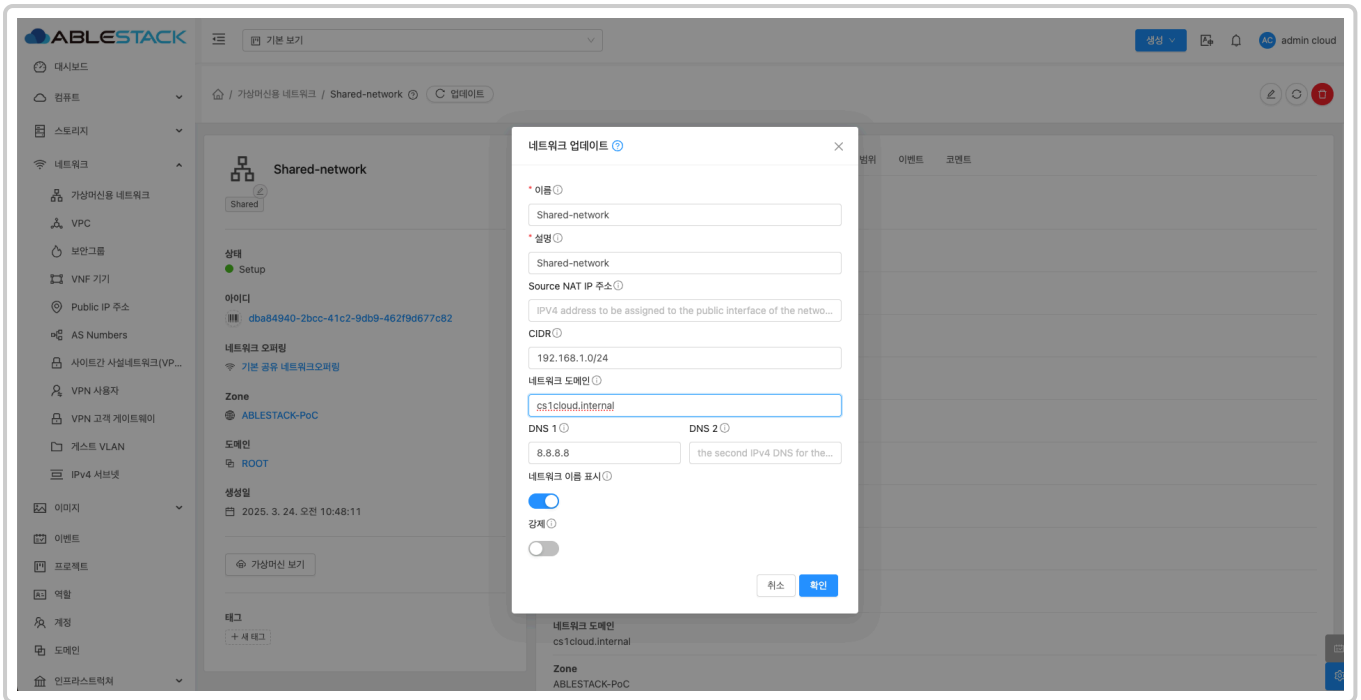 ABLESTACK
기본 보기
생성
AC
admin cloud
대시보드
컴퓨트
스토리지
네트워크
가상머신용 네트워크
VPC
보안그룹
VNF 기기
Public IP 주소
AS Numbers
사이트간 사설네트워크(VP...
VPN 사용자
VPN 고객 게이트웨이
게스트 VLAN
IPv4 서브넷
이미지
이벤트
프로젝트
역할
계정
도메인
인프라스트럭쳐
/ 가상머신용 네트워크 / Shared-network
업데이트
Shared-network
Shared
상태
Setup
아이디
dba84940-2bcc-41c2-9db9-462f9d677c82
네트워크 오퍼링
기본 공유 네트워크오퍼링
Zone
ABLESTACK-PoC
도메인
ROOT
생성일
2025. 3. 24. 오전 10:48:11
가상머신 보기
태그
+ 새 태그
범위 이벤트 코멘트
네트워크 업데이트
* 이름
Shared-network
* 설명
Shared-network
Source NAT IP 주소
IPV4 address to be assigned to the public interface of the netwo...
CIDR
192.168.1.0/24
네트워크 도메인
cs1cloud.internal
DNS 1 DNS 2
8.8.8.8 the second IPv4 DNS for the...
네트워크 이름 표시
강제
취소 확인
네트워크 도메인
cs1cloud.internal
Zone
ABLESTACK-PoC